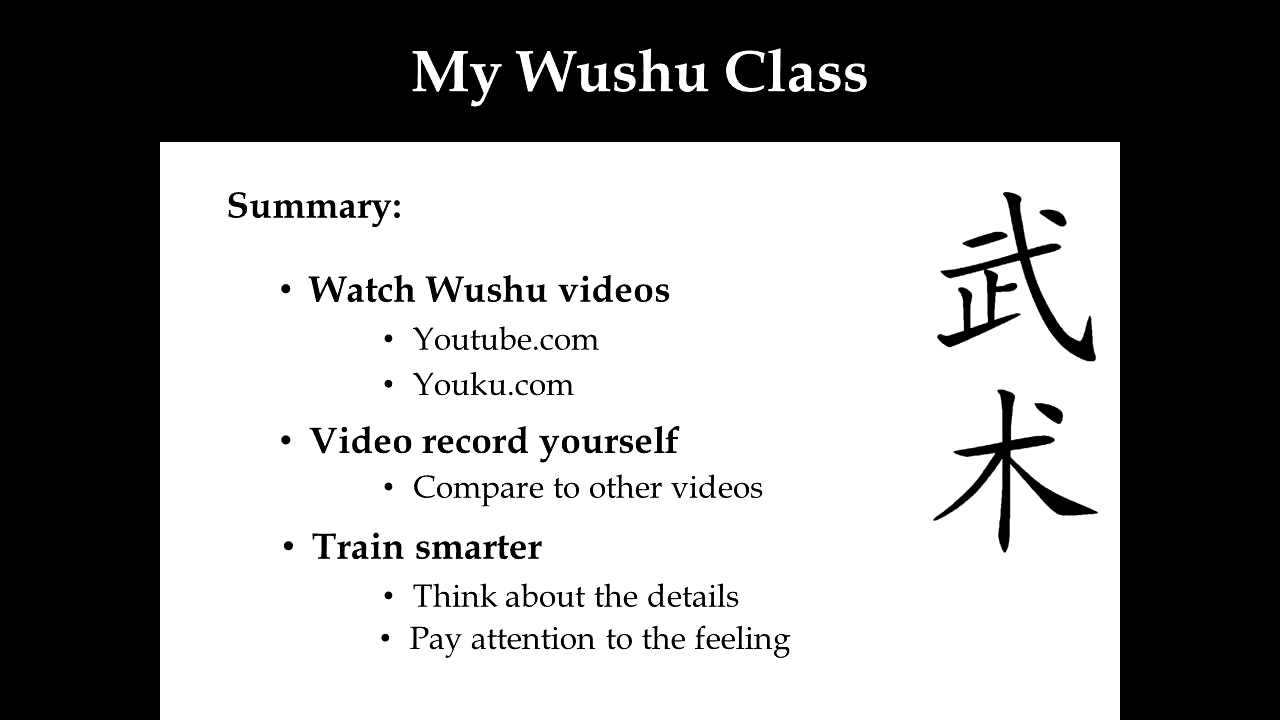 My Wushu Class
Summary:
• Watch Wushu videos
• Youtube.com
• Youku.com
• Video record yourself
• Compare to other videos
• Train smarter
• Think about the details
• Pay attention to the feeling
武
术